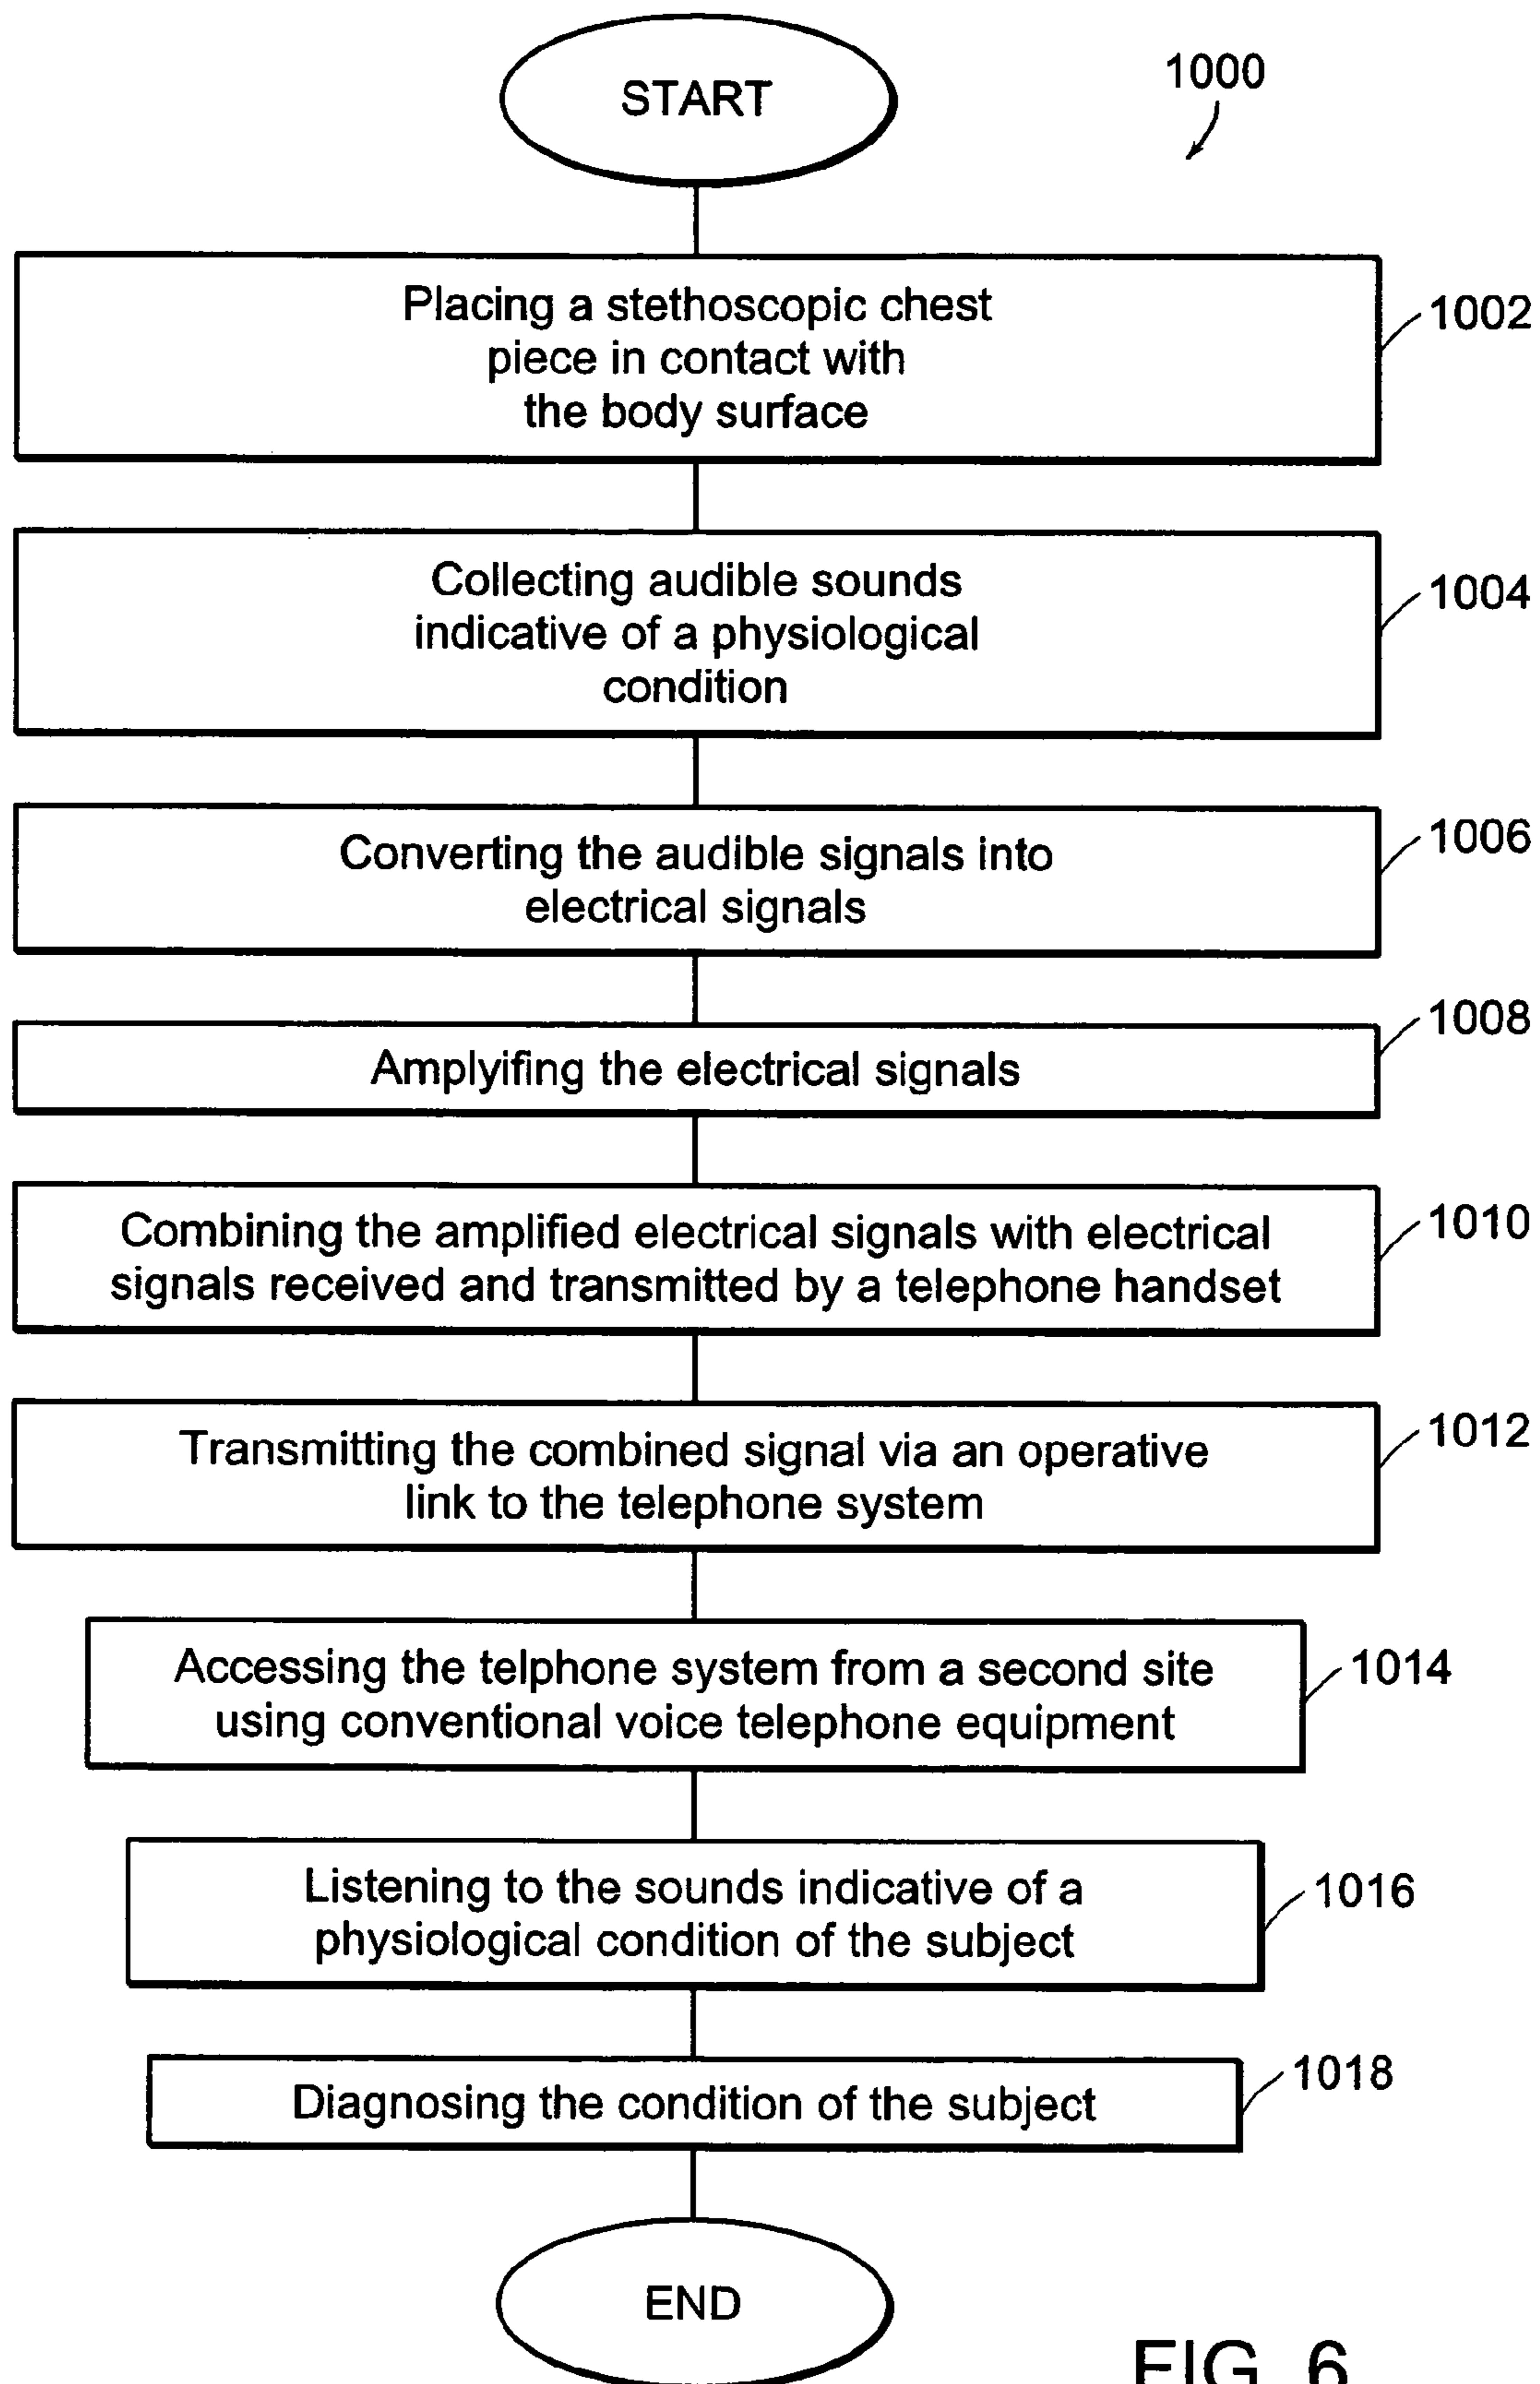 START
1000
Placing a stethoscopic chest
piece in contact with
the body surface
1002
Collecting audible sounds
indicative of a physiological
condition
1004
Converting the audible signals into
electrical signals
1006
Amplyifing the electrical signals
1008
Combining the amplified electrical signals with electrical
signals received and transmitted by a telephone handset
1010
Transmitting the combined signal via an operative
link to the telephone system
1012
Accessing the telphone system from a second site
using conventional voice telephone equipment
1014
Listening to the sounds indicative of a
physiological condition of the subject
1016
Diagnosing the condition of the subject
1018
END
FIG. 6